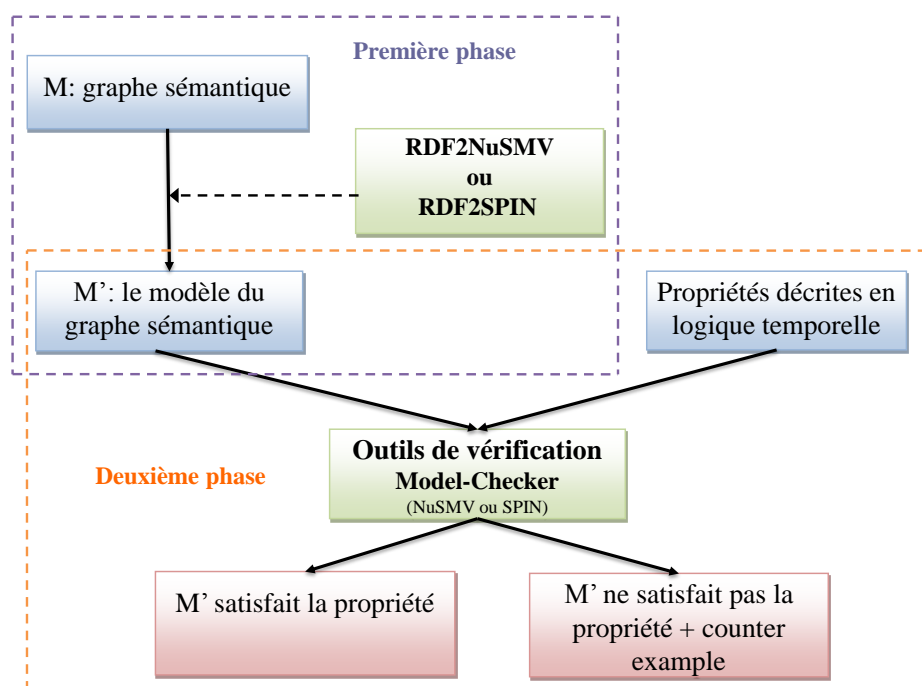 Première phase
M: graphe sémantique
RDF2NuSMV
ou
RDF2SPIN
M’: le modèle du
graphe sémantique
Propriétés décrites en
logique temporelle
Outils de vérification
Model-Checker
(NuSMV ou SPIN)
Deuxième phase
M’ satisfait la propriété
M’ ne satisfait pas la
propriété + counter
example